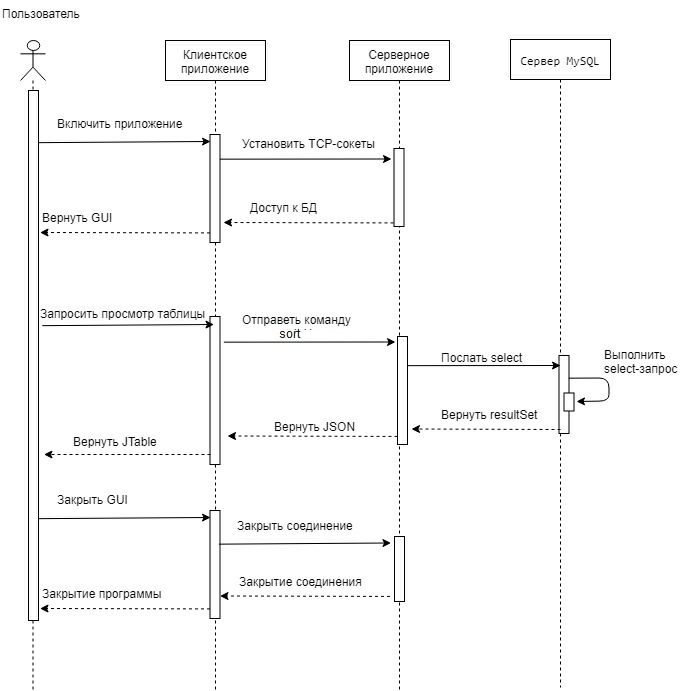 Пользователь
Клиентское
приложение
Серверное
приложение
Сервер MySQL
Включить приложение
Установить TCP-сокеты
Доступ к БД
Вернуть GUI
Запросить просмотр таблицы
Отправеть команду
sort
Послать select
Выполнить
select-запрос
Вернуть resultSet
Вернуть JSON
Вернуть JTable
Закрыть GUI
Закрыть соединение
Закрытие соединения
Закрытие программы